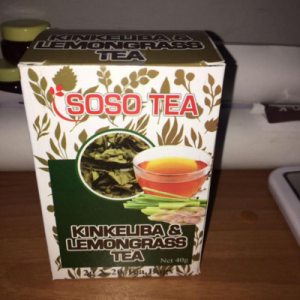 KINKELIBA &
LEMONGRASS
TEA
SOSO TEA
KINKELIBA &
LEMONGRASS
TEA
Net 40g